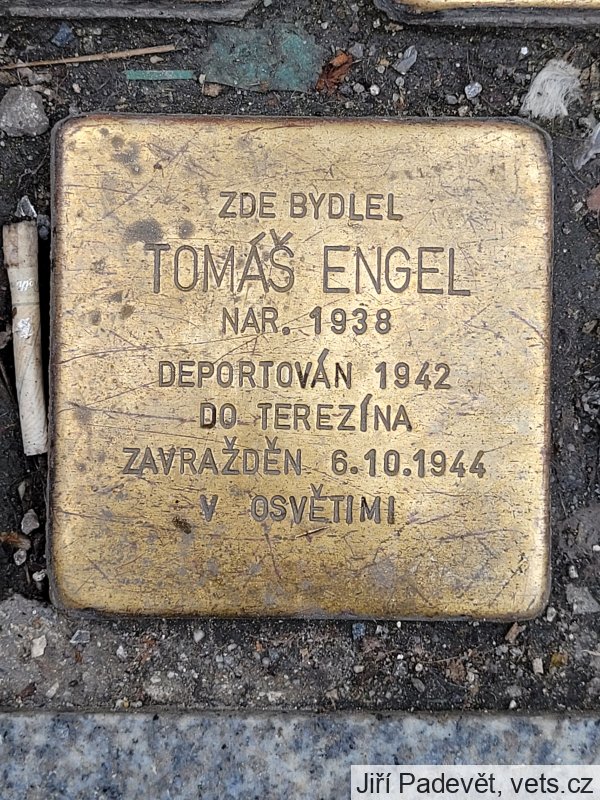 ZDE BYDLEL
TOMÁŠ ENGEL
NAR. 1938
DEPORTOVÁN 1942
DO TEREZÍNA
ZAVRAŽDĚN 6.10.1944
V OSVĚTIMI
Jiří Padevět, vets.cz